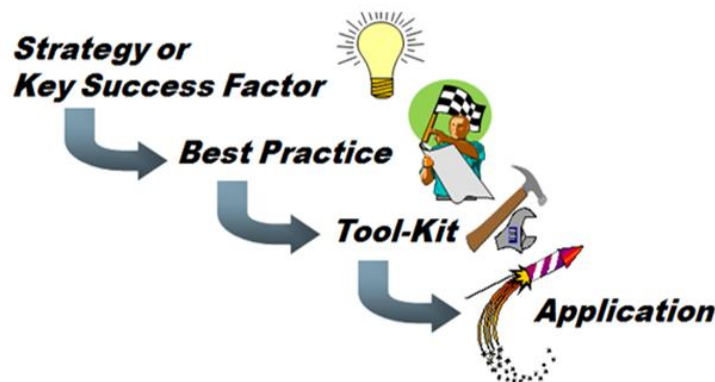 Strategy or
Key Success Factor
Best Practice
Tool-Kit
Application